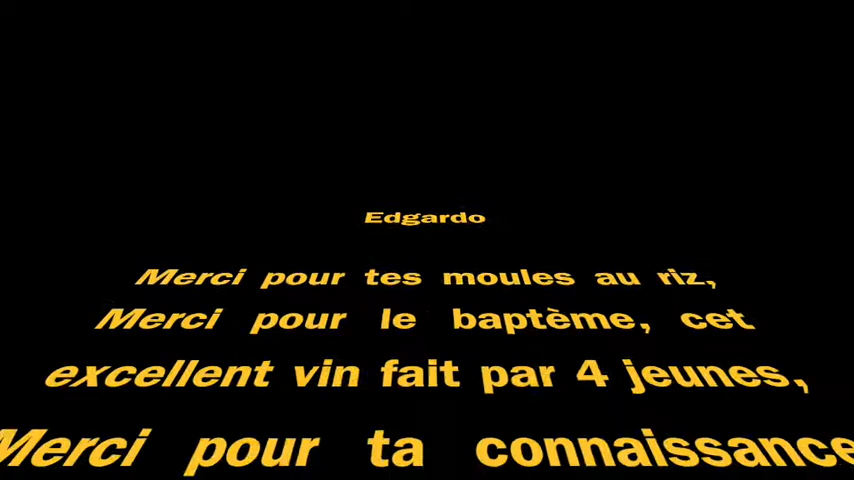 Edgardo
Merci pour tes moules au riz,
Merci pour le baptème, cet
excellent vin fait par 4 jeunes,
Merci pour ta connaissance